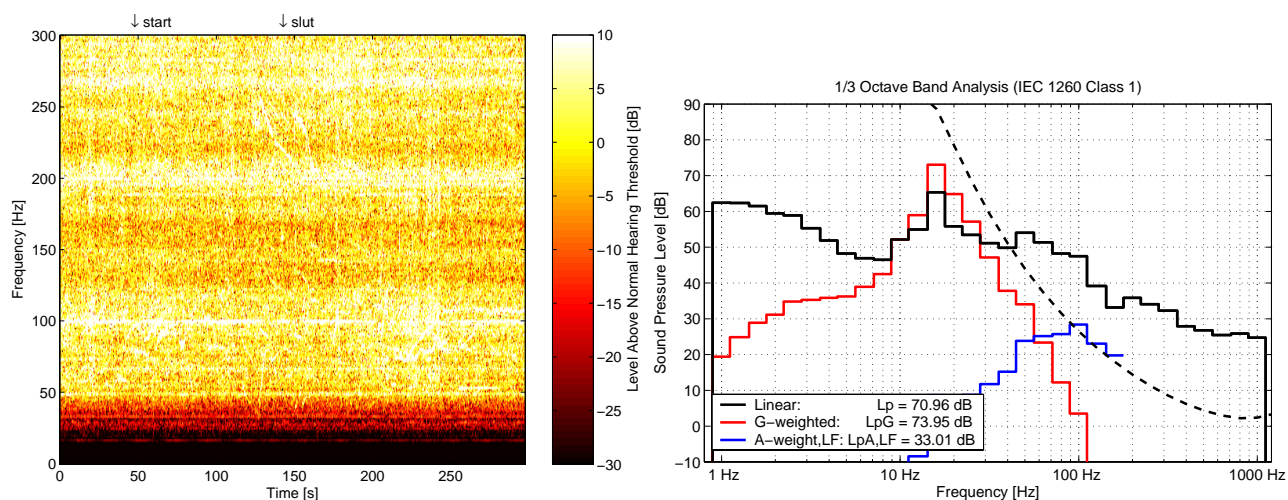 ↓ start
↓ slut
300
250
200
150
100
50
0
Frequency [Hz]
0 50 100 150 200 250
Time [s]
10
5
0
−5
−10
−15
−20
−25
−30
Level Above Normal Hearing Threshold [dB]
1/3 Octave Band Analysis (IEC 1260 Class 1)
90
80
70
60
50
40
30
20
10
0
−10
Sound Pressure Level [dB]
Linear: Lp = 70.96 dB
G−weighted: LpG = 73.95 dB
A−weight,LF: LpA,LF = 33.01 dB
1 Hz 10 Hz 100 Hz 1000 Hz
Frequency [Hz]